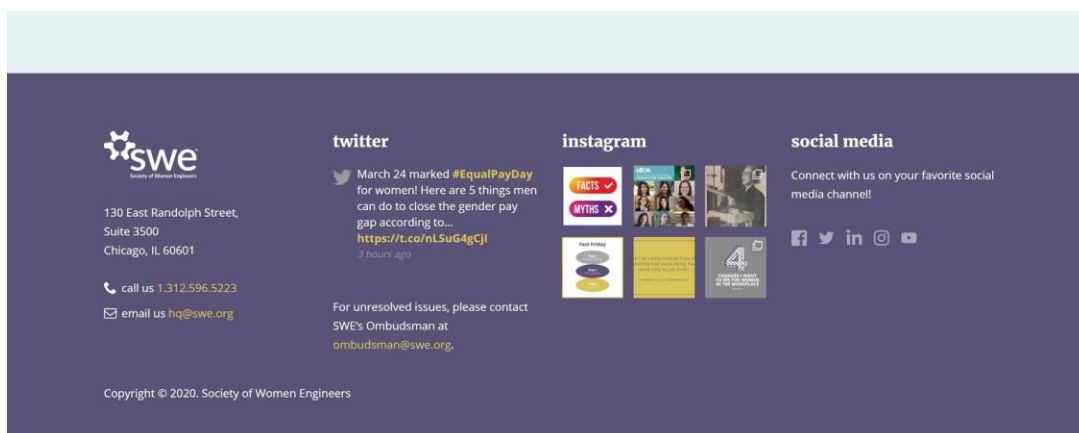 swe
Society of Women Engineers
130 East Randolph Street,
Suite 3500
Chicago, IL 60601
call us 1.312.596.5223
email us hq@swe.org
twitter
March 24 marked #EqualPayDay
for women! Here are 5 things men
can do to close the gender pay
gap according to...
https://t.co/nLSuG4gCjI
3 hours ago
For unresolved issues, please contact
SWE's Ombudsman at
ombudsman@swe.org.
instagram
FACTS
MYTHS
LOCAL
Fact Friday
4
CHANGES I WANT
TO SEE FOR WOMEN
IN THE WORKPLACE
social media
Connect with us on your favorite social
media channel!
Copyright © 2020. Society of Women Engineers